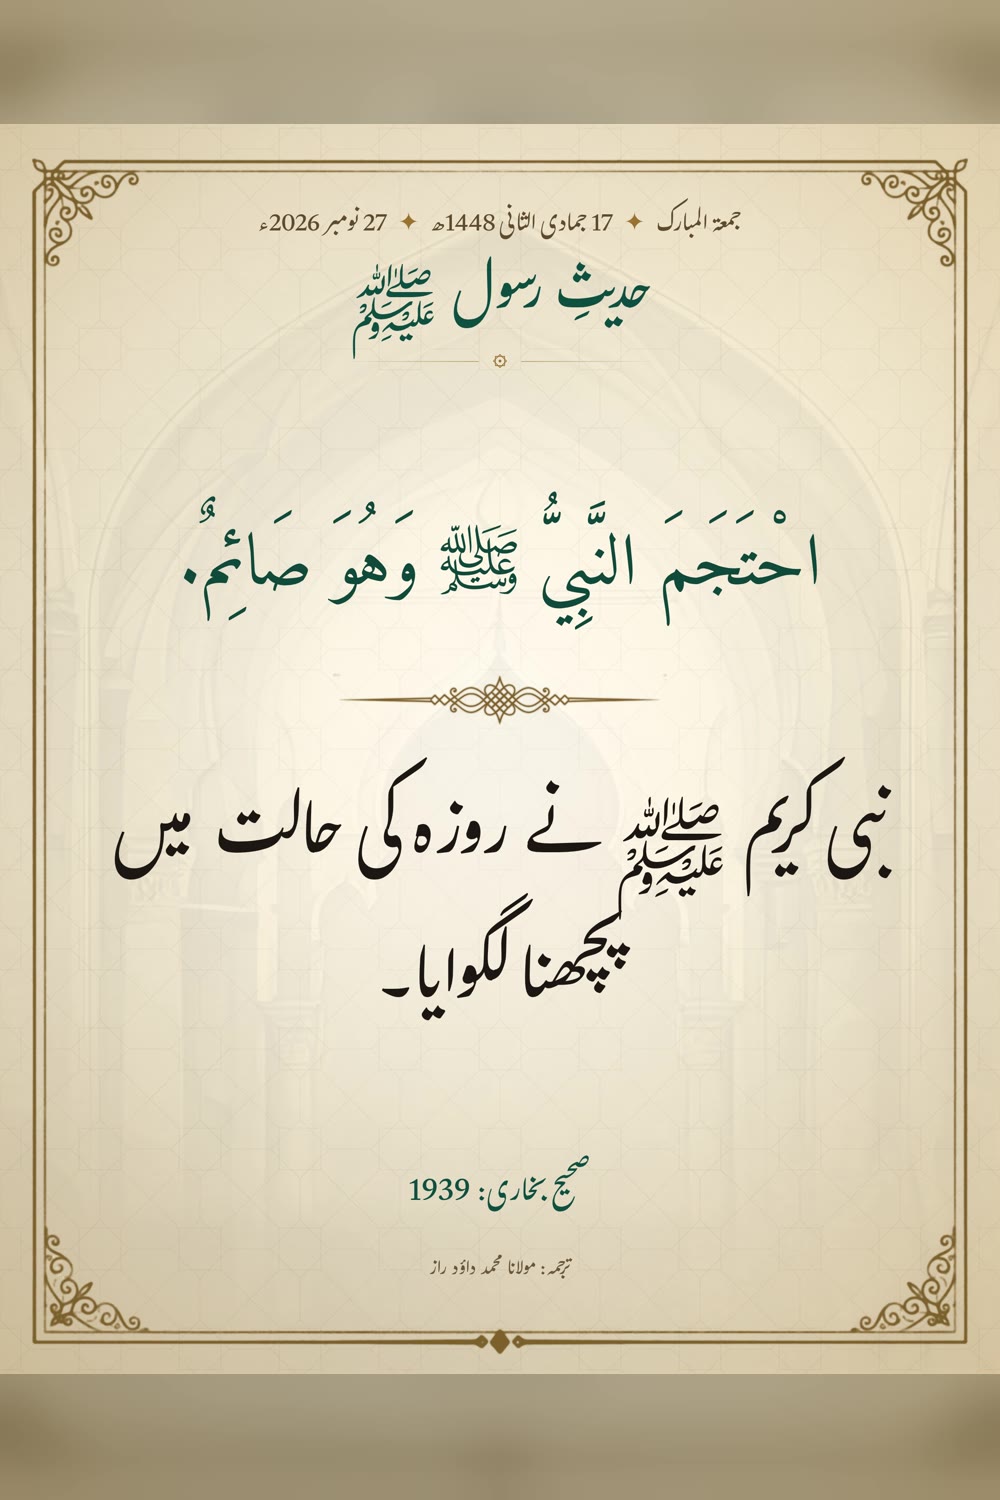 جمعۃ المبارک ✦ 17 جمادی الثانی 1448ھ ✦ 27 نومبر 2026ء
حدیثِ رسول ﷺ
احْتَجَمَ النَّبِيُّ ﷺ وَهُوَ صَائِمٌ.
نبی کریم ﷺ نے روزہ کی حالت میں
پچھنا لگوایا۔
صحیح بخاری: 1939
ترجمہ: مولانا محمد داؤد راز